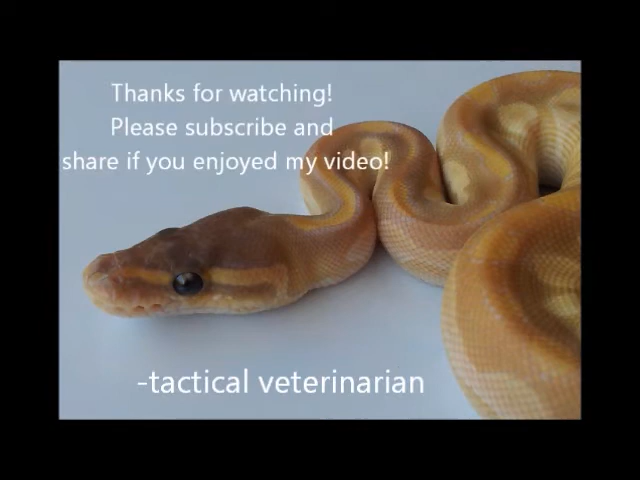 Thanks for watching!
Please subscribe and
share if you enjoyed my video!
-tactical veterinarian